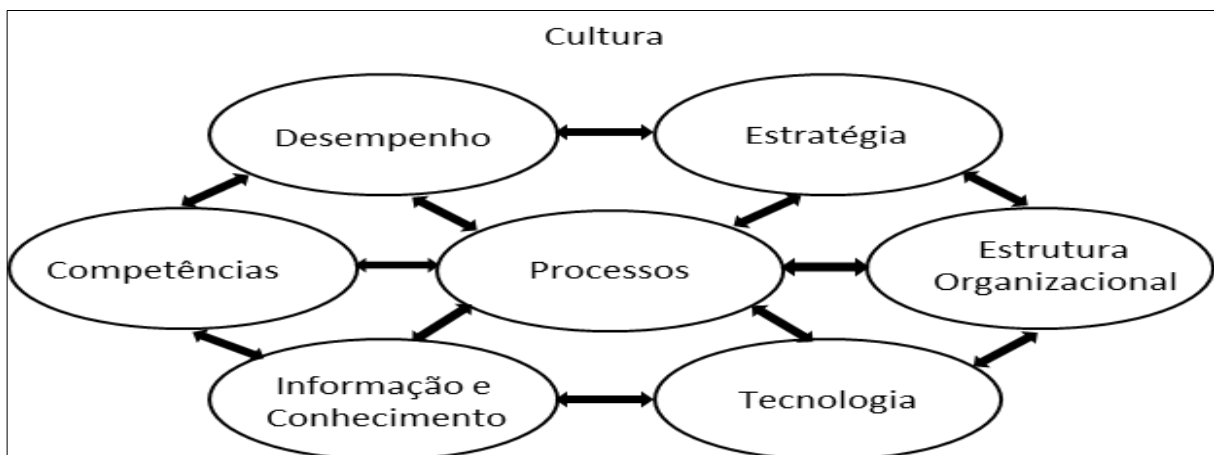 Cultura
Desempenho
Estratégia
Competências
Processos
Estrutura
Organizacional
Informação e
Conhecimento
Tecnologia